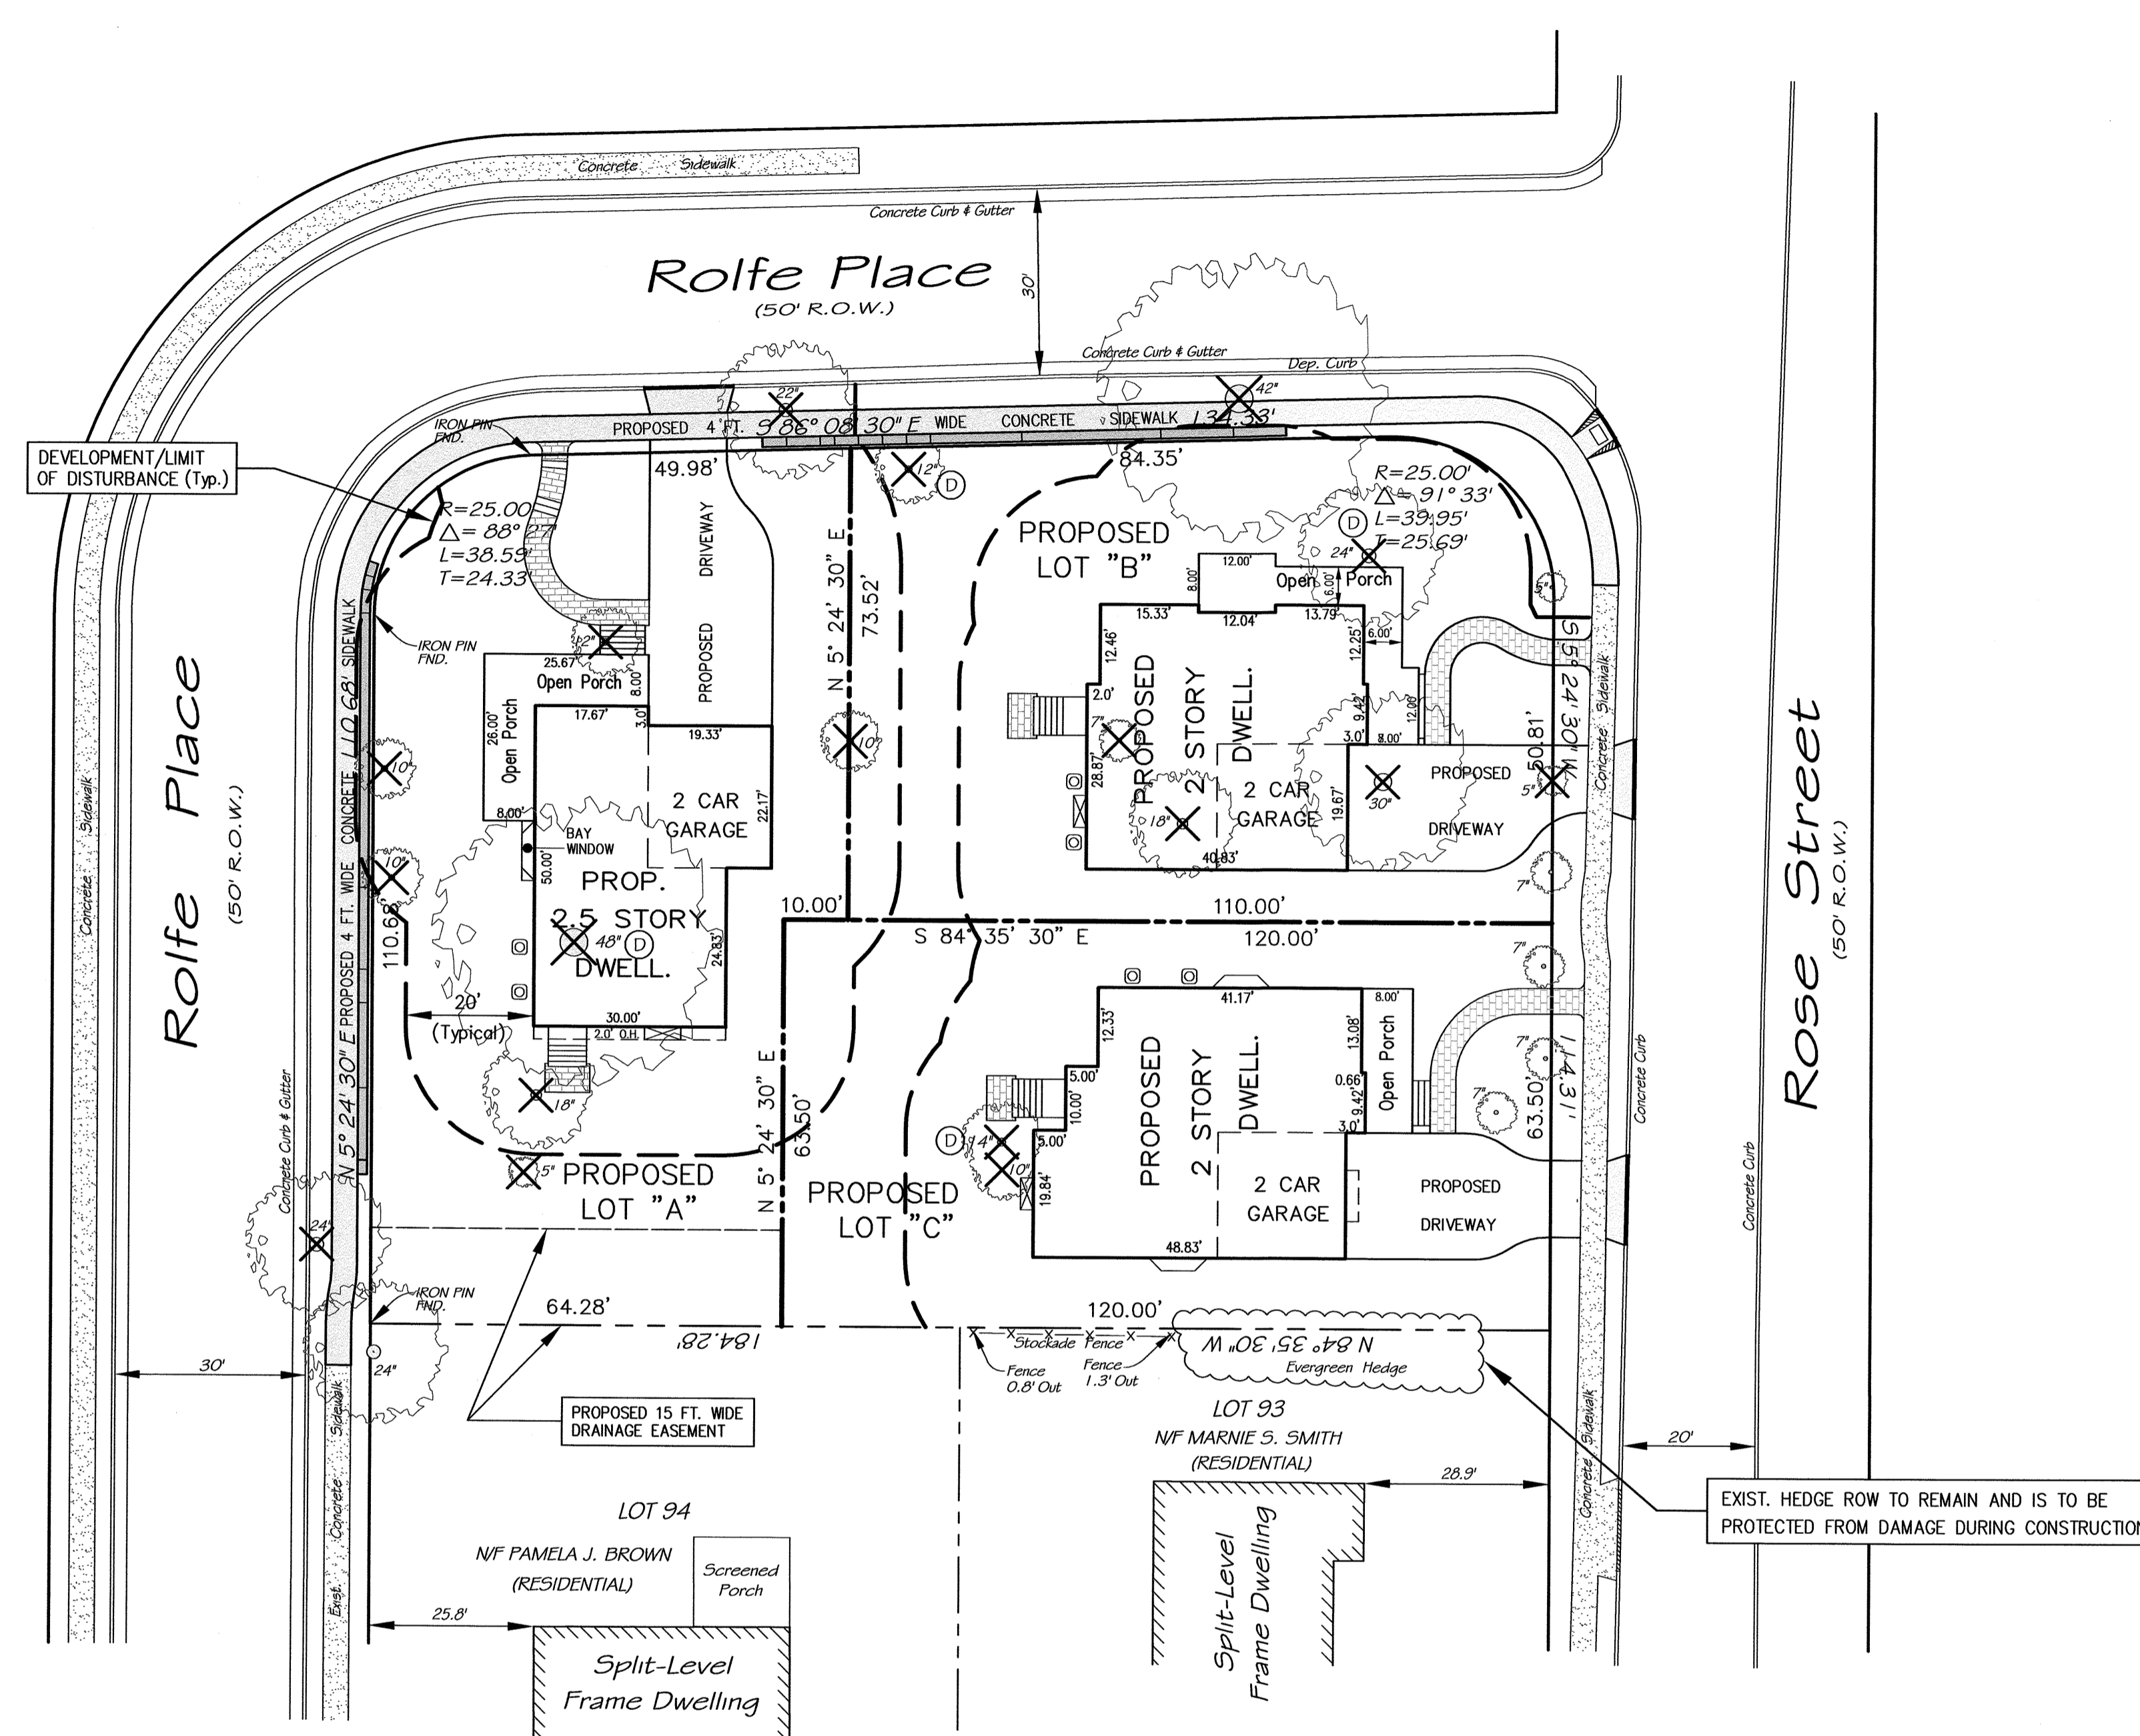 Concrete Sidewalk
Concrete Curb & Gutter
Rolfe Place
(50' R.O.W.)
30'
Concrete Curb & Gutter
Dep. Curb
22"
42"
IRON PIN
FND.
PROPOSED 4 FT. WIDE CONCRETE SIDEWALK
S 86° 08' 30" E
134.33'
DEVELOPMENT/LIMIT
OF DISTURBANCE (Typ.)
49.98'
84.35'
12"
D
R=25.00'
△= 91° 33'
L=39.95'
T=25.69'
D
24"
R=25.00
△= 88° 27'
L=38.59'
T=24.33'
PROPOSED DRIVEWAY
N 5° 24' 30" E
73.52'
PROPOSED
LOT "B"
12.00'
8.00'
Open Porch
6.00'
15.33'
12.04'
13.79'
12.46'
12.25'
6.00'
5"
IRON PIN
FND.
12"
25.67'
Open Porch
8.00'
26.00'
Open Porch
17.67'
3.0'
19.33'
2 CAR
GARAGE
22.17'
8.00'
BAY
WINDOW
50.00'
PROP.
2.5 STORY
DWELL.
48"
D
24.83'
30.00'
2.0' O.H.
20'
(Typical)
18"
5"
10"
10"
10"
PROPOSED
2 STORY
DWELL.
2.0'
7"
28.87'
18"
2 CAR
GARAGE
9.42'
12.00'
3.0'
8.00'
19.67'
40.83'
30"
PROPOSED
DRIVEWAY
5"
7"
50.81'
S 5° 24' 30" W
114.31'
Concrete Sidewalk
Rolfe Place
(50' R.O.W.)
Concrete Sidewalk
Concrete Curb & Gutter
N 5° 24' 30" E 110.68'
PROPOSED 4 FT. WIDE CONCRETE SIDEWALK
110.68'
Rose Street
(50' R.O.W.)
Concrete Curb
Concrete Curb
10.00'
110.00'
S 84° 35' 30" E
120.00'
N 5° 24' 30" E
63.50'
41.17'
8.00'
12.33'
13.08'
Open Porch
PROPOSED
2 STORY
DWELL.
5.00'
10.00'
5.00'
0.66'
9.42'
3.0'
19.84'
48.83'
2 CAR
GARAGE
PROPOSED
DRIVEWAY
7"
7"
7"
63.50'
D
14"
10"
PROPOSED
LOT "A"
PROPOSED
LOT "C"
24"
IRON PIN
FND.
24"
64.28'
184.28'
120.00'
N 84° 35' 30" W
Stockade Fence
Fence
0.8' Out
Fence
1.3' Out
Evergreen Hedge
30'
PROPOSED 15 FT. WIDE
DRAINAGE EASEMENT
LOT 93
N/F MARNIE S. SMITH
(RESIDENTIAL)
28.9'
20'
EXIST. HEDGE ROW TO REMAIN AND IS TO BE
PROTECTED FROM DAMAGE DURING CONSTRUCTION
Concrete Sidewalk
Split-Level
Frame Dwelling
LOT 94
N/F PAMELA J. BROWN
(RESIDENTIAL)
Screened
Porch
25.8'
Split-Level
Frame Dwelling
Exist. Concrete Sidewalk